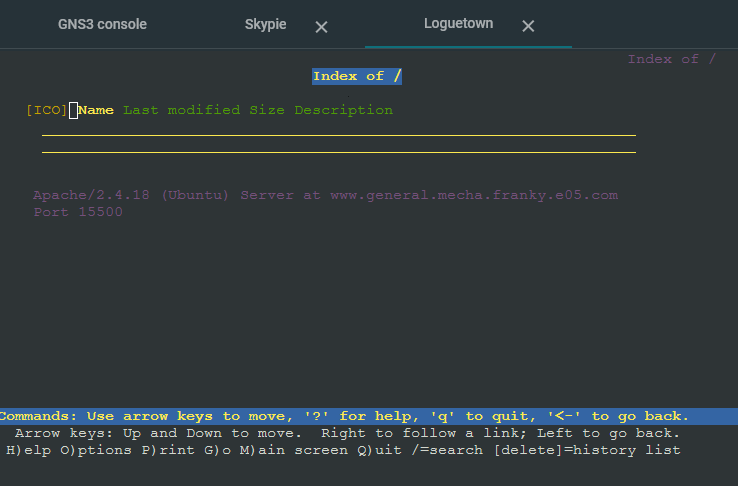 GNS3 console Skypie Loguetown
Index of /
Index of /
[ICO] Name Last modified Size Description
Apache/2.4.18 (Ubuntu) Server at www.general.mecha.franky.e05.com
Port 15500
Commands: Use arrow keys to move, '?' for help, 'q' to quit, '<-' to go back.
Arrow keys: Up and Down to move. Right to follow a link; Left to go back.
H)elp O)ptions P)rint G)o M)ain screen Q)uit /=search [delete]=history list